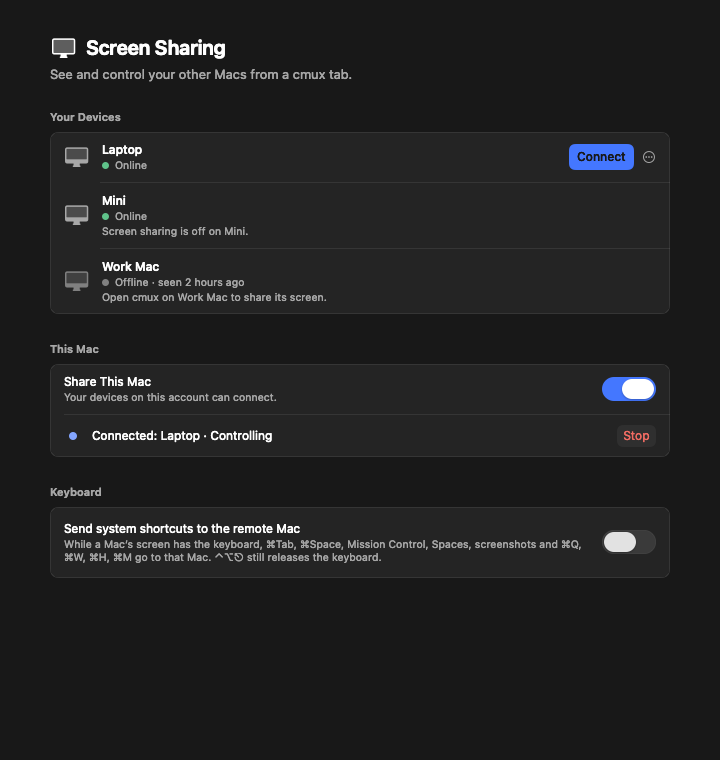 Screen Sharing
See and control your other Macs from a cmux tab.
Your Devices
Laptop
Online
Connect
Mini
Online
Screen sharing is off on Mini.
Work Mac
Offline · seen 2 hours ago
Open cmux on Work Mac to share its screen.
This Mac
Share This Mac
Your devices on this account can connect.
Connected: Laptop · Controlling
Stop
Keyboard
Send system shortcuts to the remote Mac
While a Mac's screen has the keyboard, ⌘Tab, ⌘Space, Mission Control, Spaces, screenshots and ⌘Q,
⌘W, ⌘H, ⌘M go to that Mac. ⌃⌥⎋ still releases the keyboard.